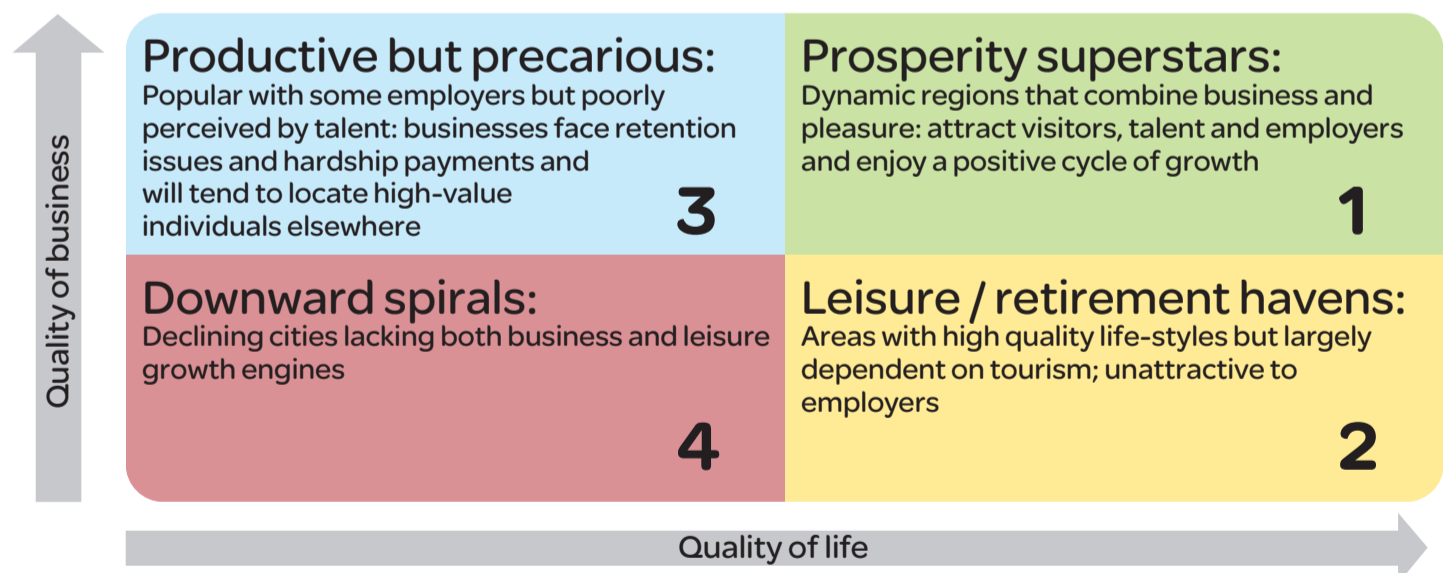 Quality of business
Productive but precarious:
Popular with some employers but poorly
perceived by talent: businesses face retention
issues and hardship payments and
will tend to locate high-value
individuals elsewhere
3
Prosperity superstars:
Dynamic regions that combine business and
pleasure: attract visitors, talent and employers
and enjoy a positive cycle of growth
1
Downward spirals:
Declining cities lacking both business and leisure
growth engines
4
Leisure / retirement havens:
Areas with high quality life-styles but largely
dependent on tourism; unattractive to
employers
2
Quality of life